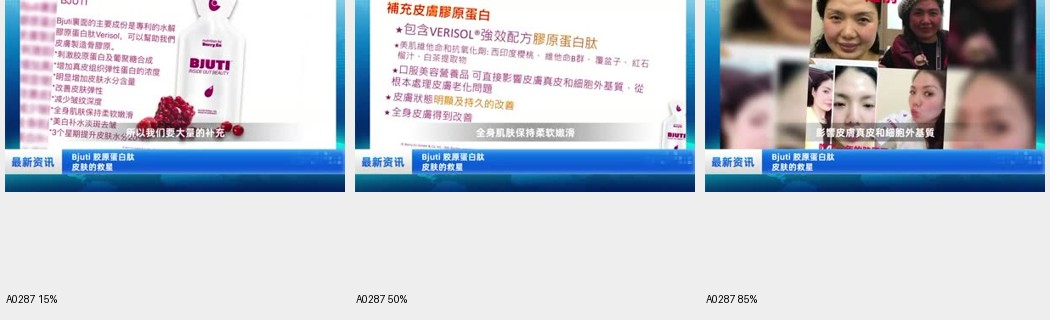 BJUTI
Bjuti裏面的主要成份是專利的水解
膠原蛋白肽Verisol，可以幫助我們
皮膚製造骨膠原。
*刺激胶原蛋白及葡聚糖合成
*增加真皮组织弹性蛋白的浓度
*明显增加皮肤水分含量
*改善皮肤弹性
*减少皱纹深度
*全身肌肤保持柔软嫩滑
*美白补水淡斑去皱
*3个星期提升皮肤水分
BJUTI
INSIDE OUT BEAUTY
所以我们要大量的补充
最新资讯
Bjuti 胶原蛋白肽
皮肤的救星
補充皮膚膠原蛋白
★包含VERISOL®強效配方膠原蛋白肽
★美肌維他命和抗氧化劑: 西印度櫻桃、維他命B群、覆盆子、紅石
榴汁、白茶提取物
★口服美容營養品 可直接影響皮膚真皮和細胞外基質，從
根本處理皮膚老化問題
★皮膚狀態明顯及持久的改善
★全身皮膚得到改善
全身肌肤保持柔软嫩滑
最新资讯
Bjuti 胶原蛋白肽
皮肤的救星
影響皮膚真皮和細胞外基質
最新资讯
Bjuti 胶原蛋白肽
皮肤的救星
A0287 15%
A0287 50%
A0287 85%